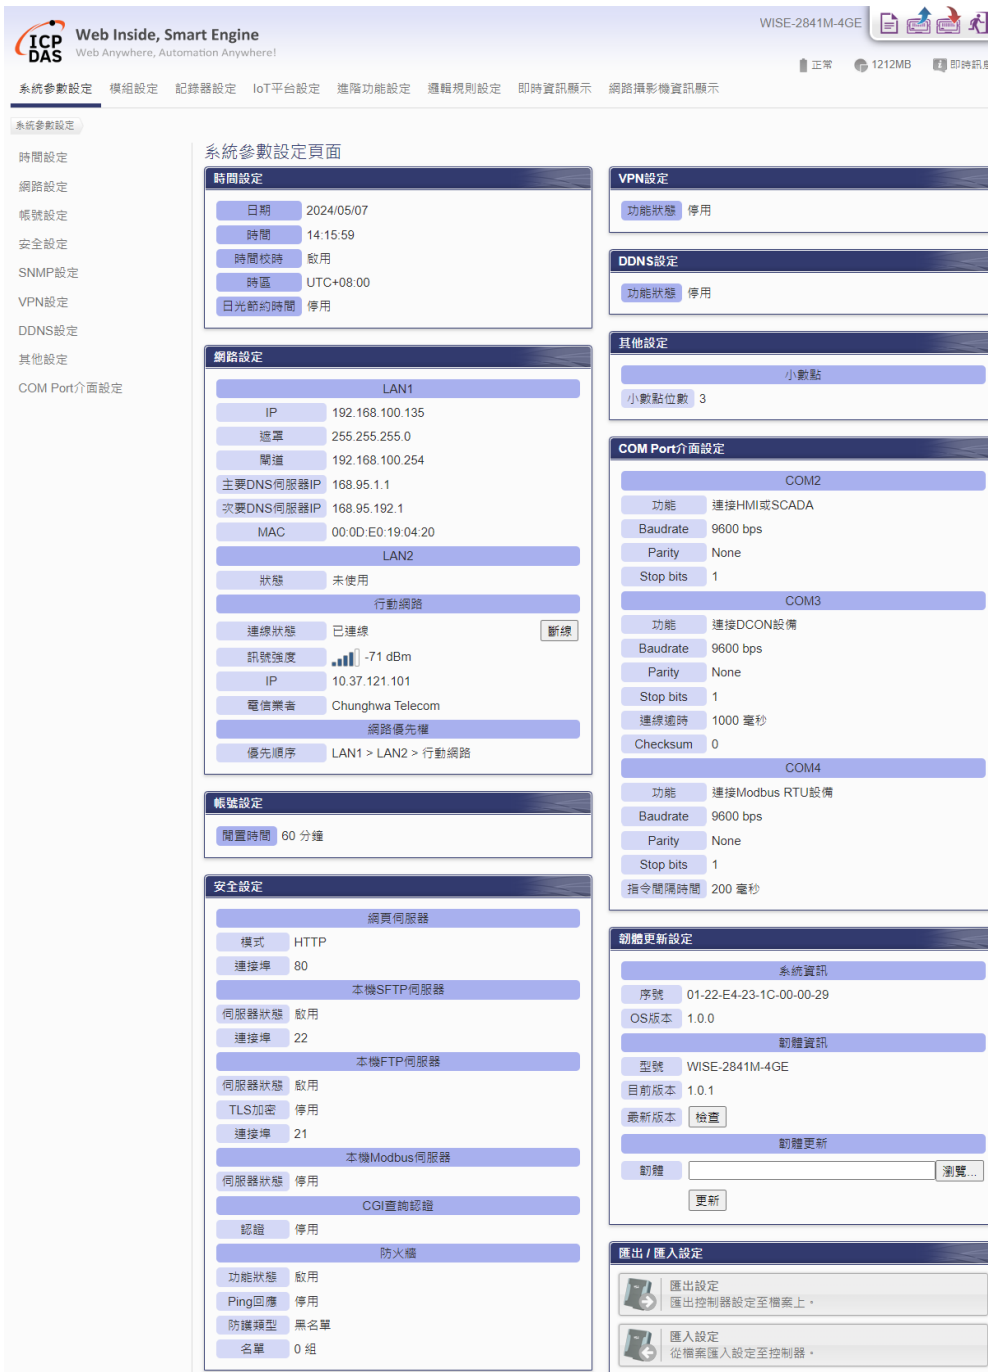 ICP DAS
Web Inside, Smart Engine
Web Anywhere, Automation Anywhere!
WISE-2841M-4GE
正常 1212MB 即時訊息
系統參數設定 模組設定 記錄器設定 IoT平台設定 進階功能設定 邏輯規則設定 即時資訊顯示 網路攝影機資訊顯示
系統參數設定
時間設定
網路設定
帳號設定
安全設定
SNMP設定
VPN設定
DDNS設定
其他設定
COM Port介面設定
系統參數設定頁面
時間設定
日期 2024/05/07
時間 14:15:59
時間校時 啟用
時區 UTC+08:00
日光節約時間 停用
網路設定
LAN1
IP 192.168.100.135
遮罩 255.255.255.0
閘道 192.168.100.254
主要DNS伺服器IP 168.95.1.1
次要DNS伺服器IP 168.95.192.1
MAC 00:0D:E0:19:04:20
LAN2
狀態 未使用
行動網路
連線狀態 已連線 斷線
訊號強度 -71 dBm
IP 10.37.121.101
電信業者 Chunghwa Telecom
網路優先權
優先順序 LAN1 > LAN2 > 行動網路
帳號設定
閒置時間 60 分鐘
安全設定
網頁伺服器
模式 HTTP
連接埠 80
本機SFTP伺服器
伺服器狀態 啟用
連接埠 22
本機FTP伺服器
伺服器狀態 啟用
TLS加密 停用
連接埠 21
本機Modbus伺服器
伺服器狀態 停用
CGI查詢認證
認證 停用
防火牆
功能狀態 啟用
Ping回應 停用
防護類型 黑名單
名單 0 組
VPN設定
功能狀態 停用
DDNS設定
功能狀態 停用
其他設定
小數點
小數點位數 3
COM Port介面設定
COM2
功能 連接HMI或SCADA
Baudrate 9600 bps
Parity None
Stop bits 1
COM3
功能 連接DCON設備
Baudrate 9600 bps
Parity None
Stop bits 1
連線逾時 1000 毫秒
Checksum 0
COM4
功能 連接Modbus RTU設備
Baudrate 9600 bps
Parity None
Stop bits 1
指令間隔時間 200 毫秒
韌體更新設定
系統資訊
序號 01-22-E4-23-1C-00-00-29
OS版本 1.0.0
韌體資訊
型號 WISE-2841M-4GE
目前版本 1.0.1
最新版本 檢查
韌體更新
韌體 瀏覽...
更新
匯出 / 匯入設定
匯出設定
匯出控制器設定至檔案上。
匯入設定
從檔案匯入設定至控制器。